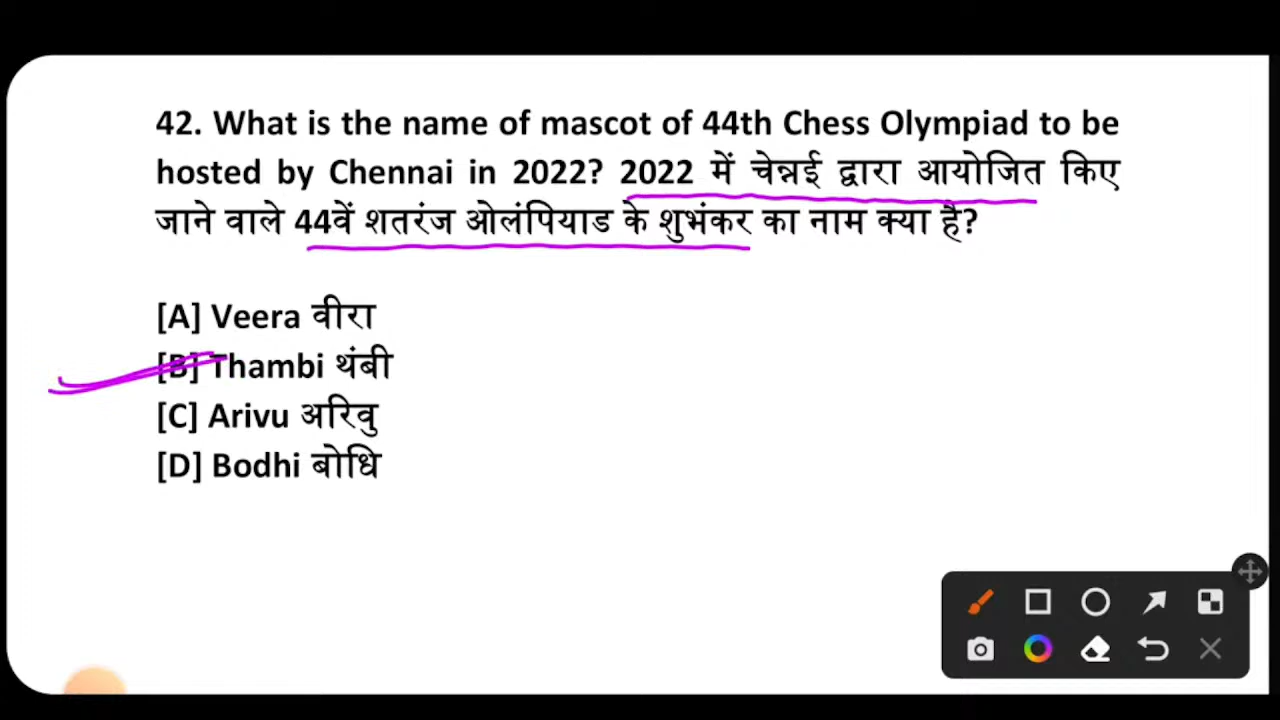 42. What is the name of mascot of 44th Chess Olympiad to be
hosted by Chennai in 2022? 2022 में चेन्नई द्वारा आयोजित किए
जाने वाले 44वें शतरंज ओलंपियाड के शुभंकर का नाम क्या है?
[A] Veera वीरा
[B] Thambi थंबी
[C] Arivu अरिवु
[D] Bodhi बोधि